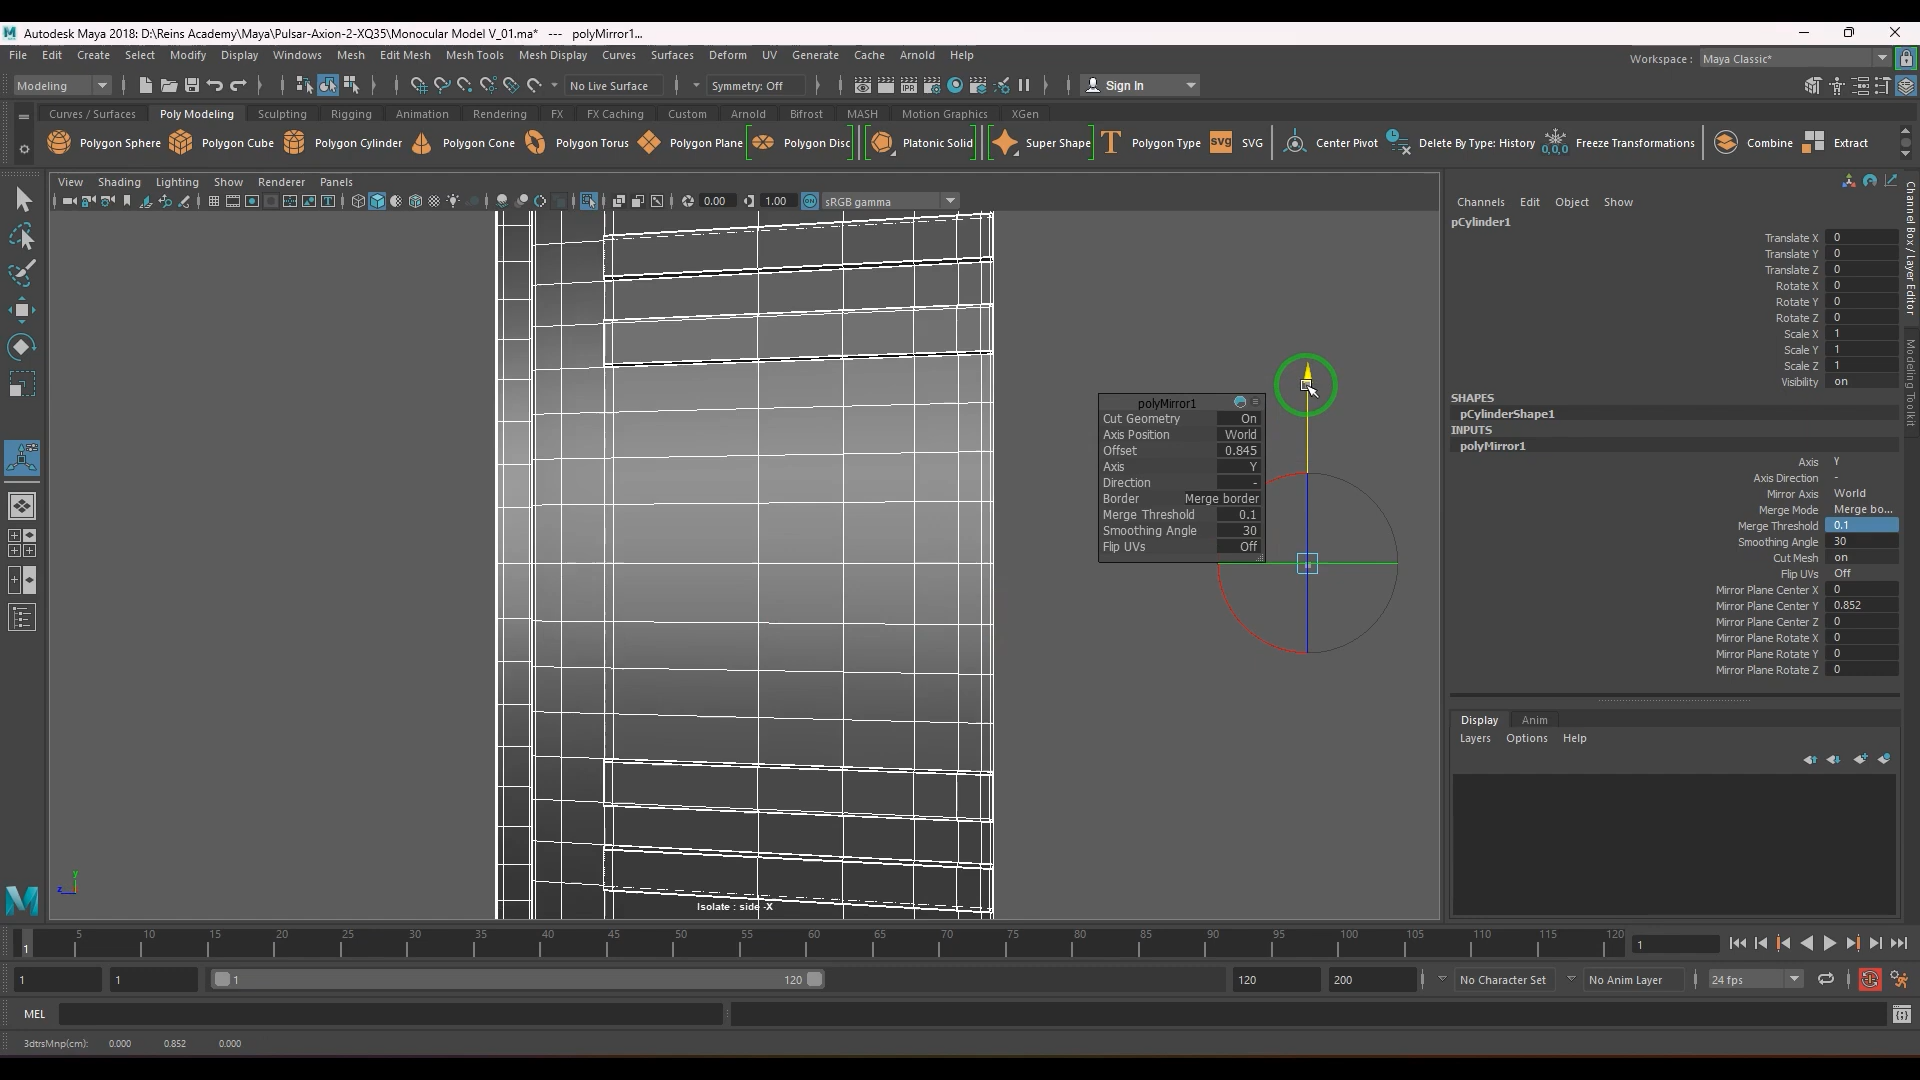 Autodesk Maya 2018: D:\Reins Academy\Maya\Pulsar-Axion-2-XQ35\Monocular Model V_01.ma*   ---   polyMirror1...
File Edit Create Select Modify Display Windows Mesh Edit Mesh Mesh Tools Mesh Display Curves Surfaces Deform UV Generate Cache Arnold Help
Workspace : Maya Classic*
Modeling No Live Surface Symmetry: Off Sign In
Curves / Surfaces Poly Modeling Sculpting Rigging Animation Rendering FX FX Caching Custom Arnold Bifrost MASH Motion Graphics XGen
Polygon Sphere Polygon Cube Polygon Cylinder Polygon Cone Polygon Torus Polygon Plane Polygon Disc Platonic Solid Super Shape Polygon Type SVG SVG Center Pivot Delete By Type: History 0,0,0 Freeze Transformations Combine Extract
View Shading Lighting Show Renderer Panels
0.00 1.00 ON sRGB gamma
Channels Edit Object Show
pCylinder1
Translate X 0
Translate Y 0
Translate Z 0
Rotate X 0
Rotate Y 0
Rotate Z 0
Scale X 1
Scale Y 1
Scale Z 1
Visibility on
SHAPES
pCylinderShape1
INPUTS
polyMirror1
Axis Y
Axis Direction -
Mirror Axis World
Merge Mode Merge bo...
Merge Threshold 0.1
Smoothing Angle 30
Cut Mesh on
Flip UVs Off
Mirror Plane Center X 0
Mirror Plane Center Y 0.852
Mirror Plane Center Z 0
Mirror Plane Rotate X 0
Mirror Plane Rotate Y 0
Mirror Plane Rotate Z 0
Channel Box / Layer Editor
Modeling Toolkit
polyMirror1
Cut Geometry On
Axis Position World
Offset 0.845
Axis Y
Direction -
Border Merge border
Merge Threshold 0.1
Smoothing Angle 30
Flip UVs Off
Display Anim
Layers Options Help
y
z
Isolate : side -X
1 5 10 15 20 25 30 35 40 45 50 55 60 65 70 75 80 85 90 95 100 105 110 115 120
1
1 1 1 120 120 200 No Character Set No Anim Layer 24 fps
MEL
3dtrsMnp(cm): 0.000 0.852 0.000